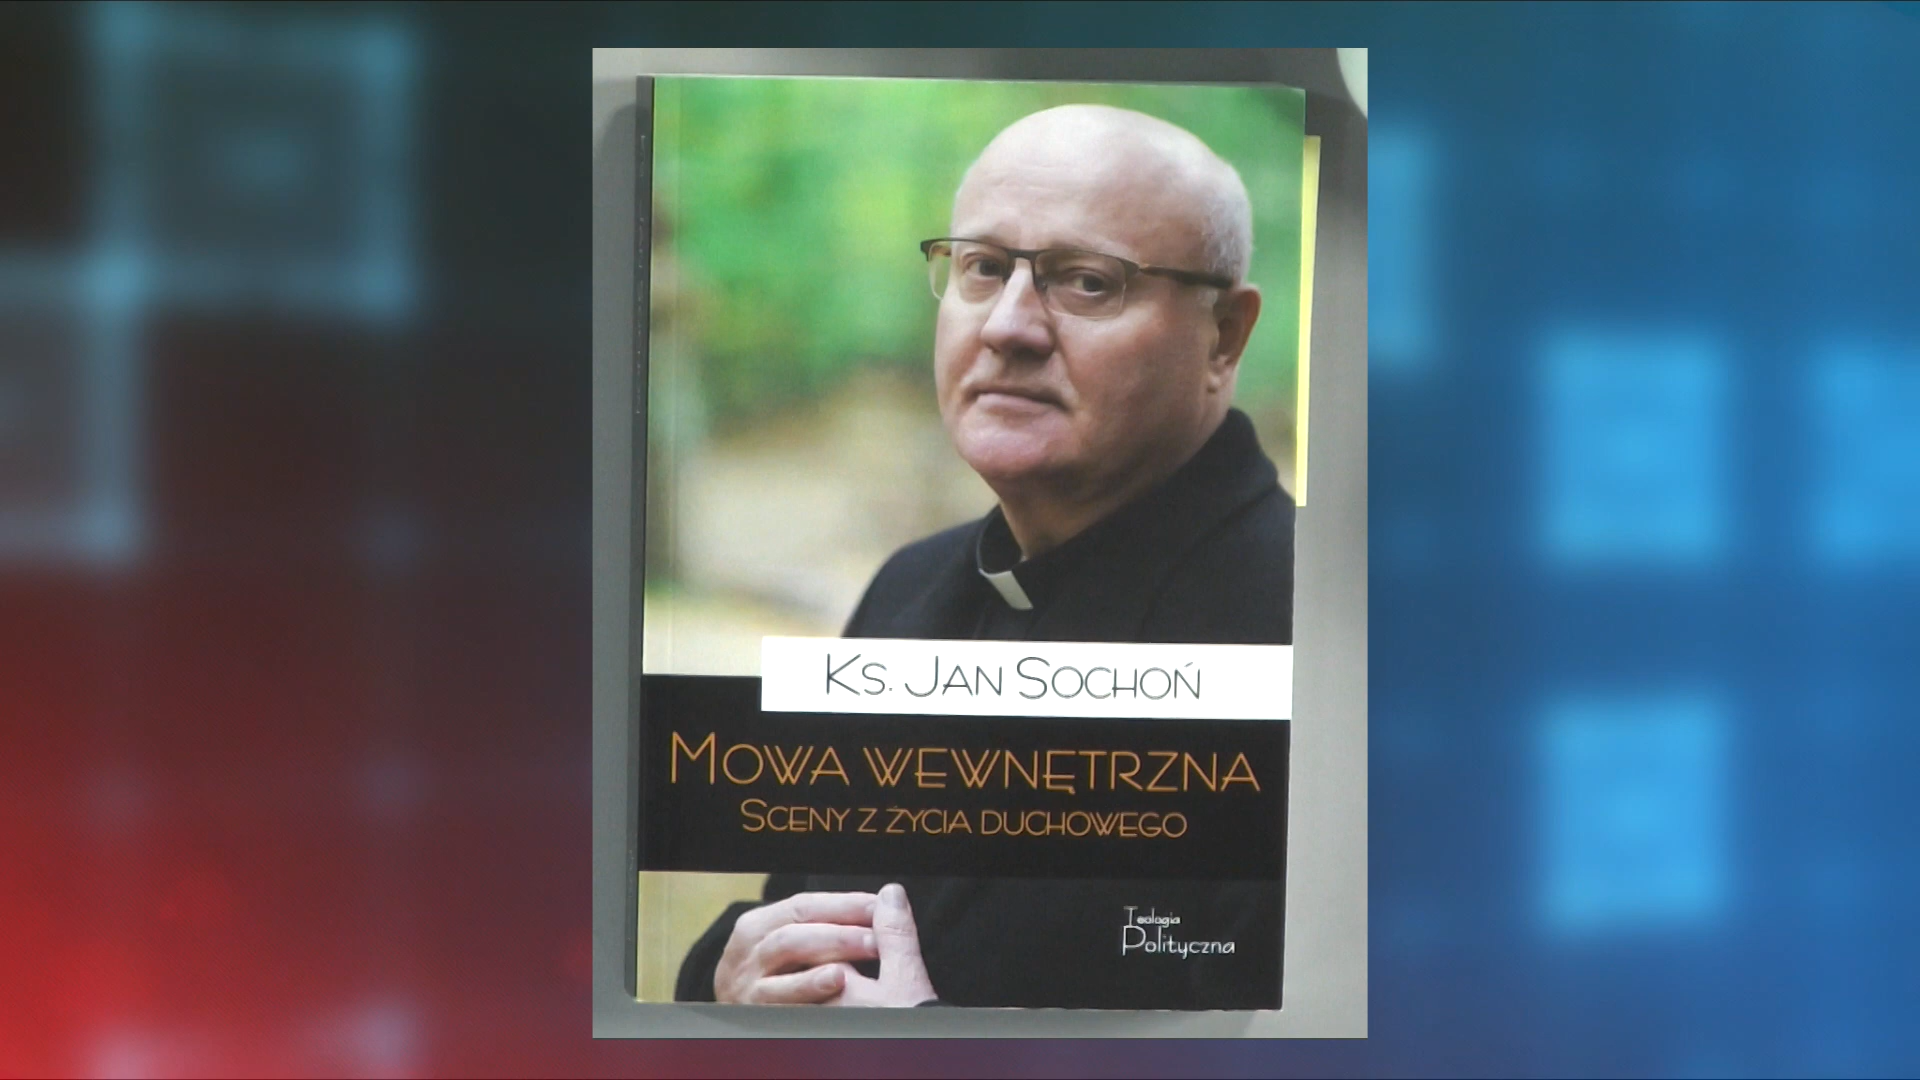 Ks. Jan Sochoń
Mowa wewnętrzna
Sceny z życia duchowego
Teologia
Polityczna